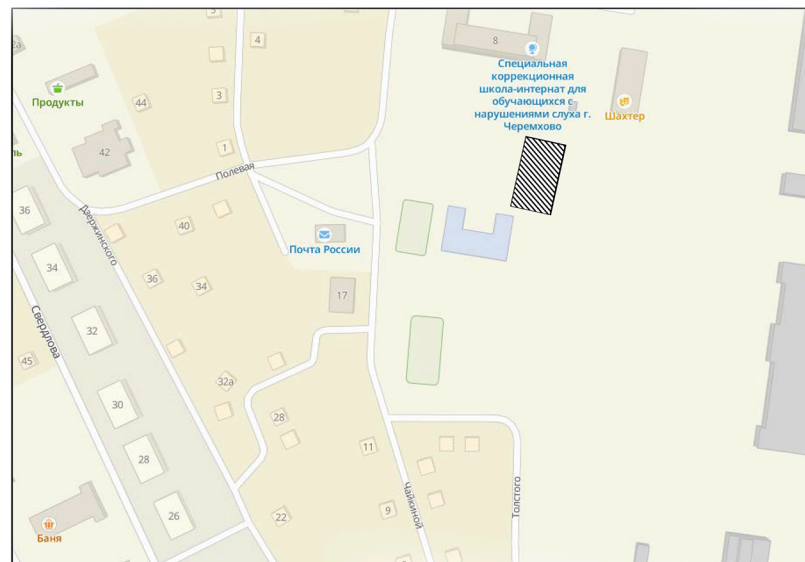 5
4
8
2а
Специальная
коррекционная
школа-интернат для
обучающихся с
нарушениями слуха г.
Черемхово
Продукты
44
3
Шахтер
42
1
ль
Полевая
36
Дзержинского
40
Почта России
34
36
34
17
Свердлова
32
45
32а
30
28
11
28
Чайкиной
Толстого
26
22
9
Баня